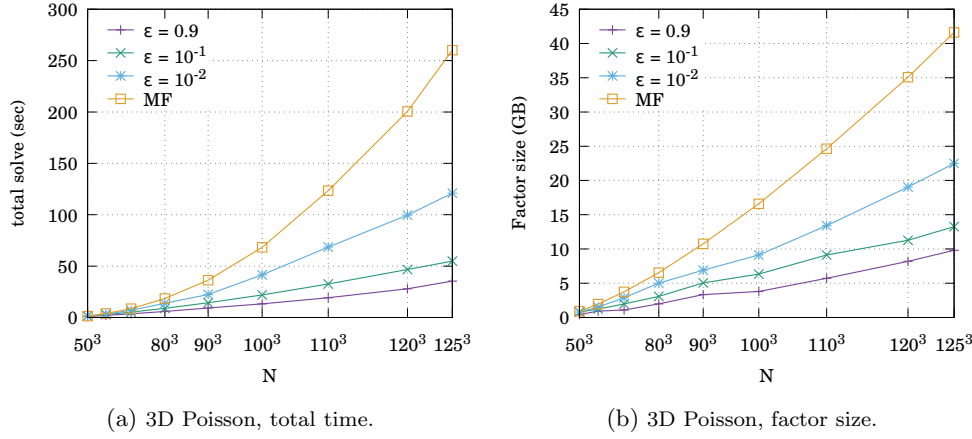 300
250
200
150
100
50
0
total solve (sec)
ε = 0.9
ε = 10⁻¹
ε = 10⁻²
MF
50³ 80³ 90³ 100³ 110³ 120³ 125³
N
(a) 3D Poisson, total time.
45
40
35
30
25
20
15
10
5
0
Factor size (GB)
ε = 0.9
ε = 10⁻¹
ε = 10⁻²
MF
50³ 80³ 90³ 100³ 110³ 120³ 125³
N
(b) 3D Poisson, factor size.